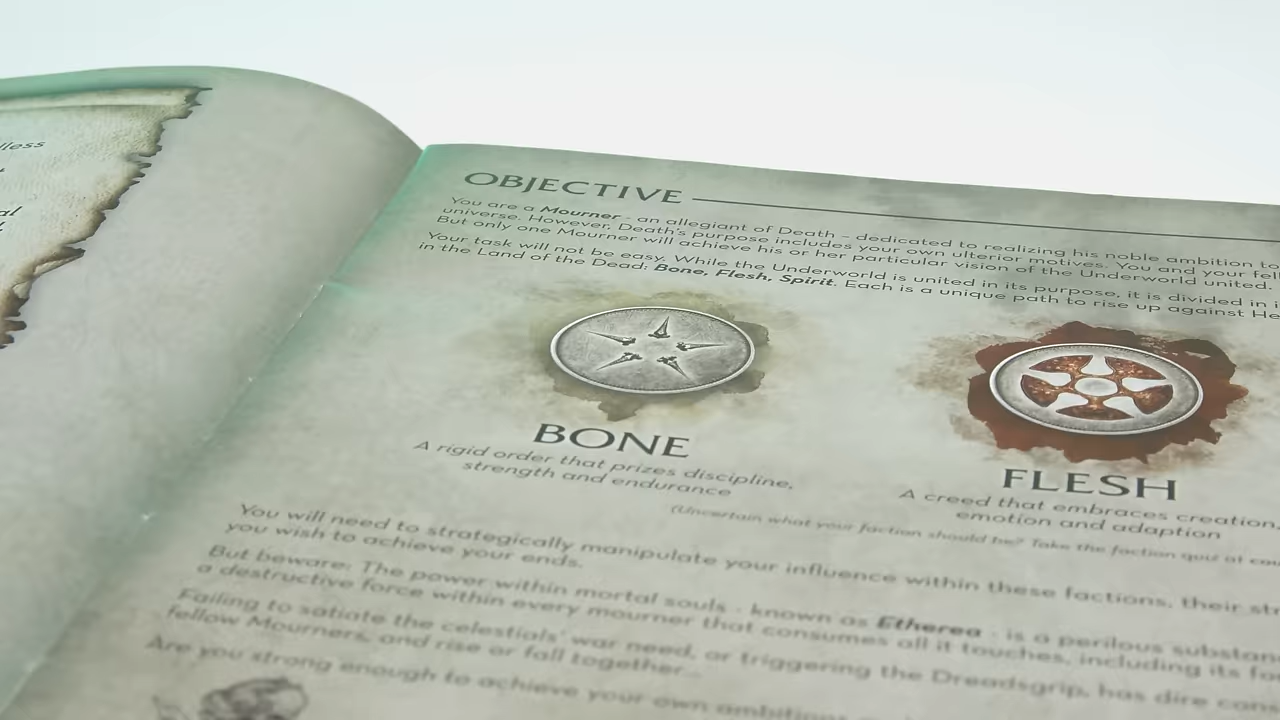 lless
al
OBJECTIVE
You are a Mourner - an allegiant of Death - dedicated to realizing his noble ambition to
universe. However, Death's purpose includes your own ulterior motives. You and your fell
But only one Mourner will achieve his or her particular vision of the Underworld united.
Your task will not be easy. While the Underworld is united in its purpose, it is divided in
in the Land of the Dead: Bone, Flesh, Spirit. Each is a unique path to rise up against He
BONE
A rigid order that prizes discipline,
strength and endurance
FLESH
A creed that embraces creation,
emotion and adaption
(Uncertain what your faction should be? Take the faction quiz at
You will need to strategically manipulate your influence within these factions, their str
you wish to achieve your ends.
But beware: The power within mortal souls - known as Etherea - is a perilous substan
a destructive force within every mourner that consumes all it touches, including its
Failing to satiate the celestials' war need, or triggering the Dreadsgrip, has dire cons
fellow Mourners, and rise or fall together...
Are you strong enough to achieve your own ambitions